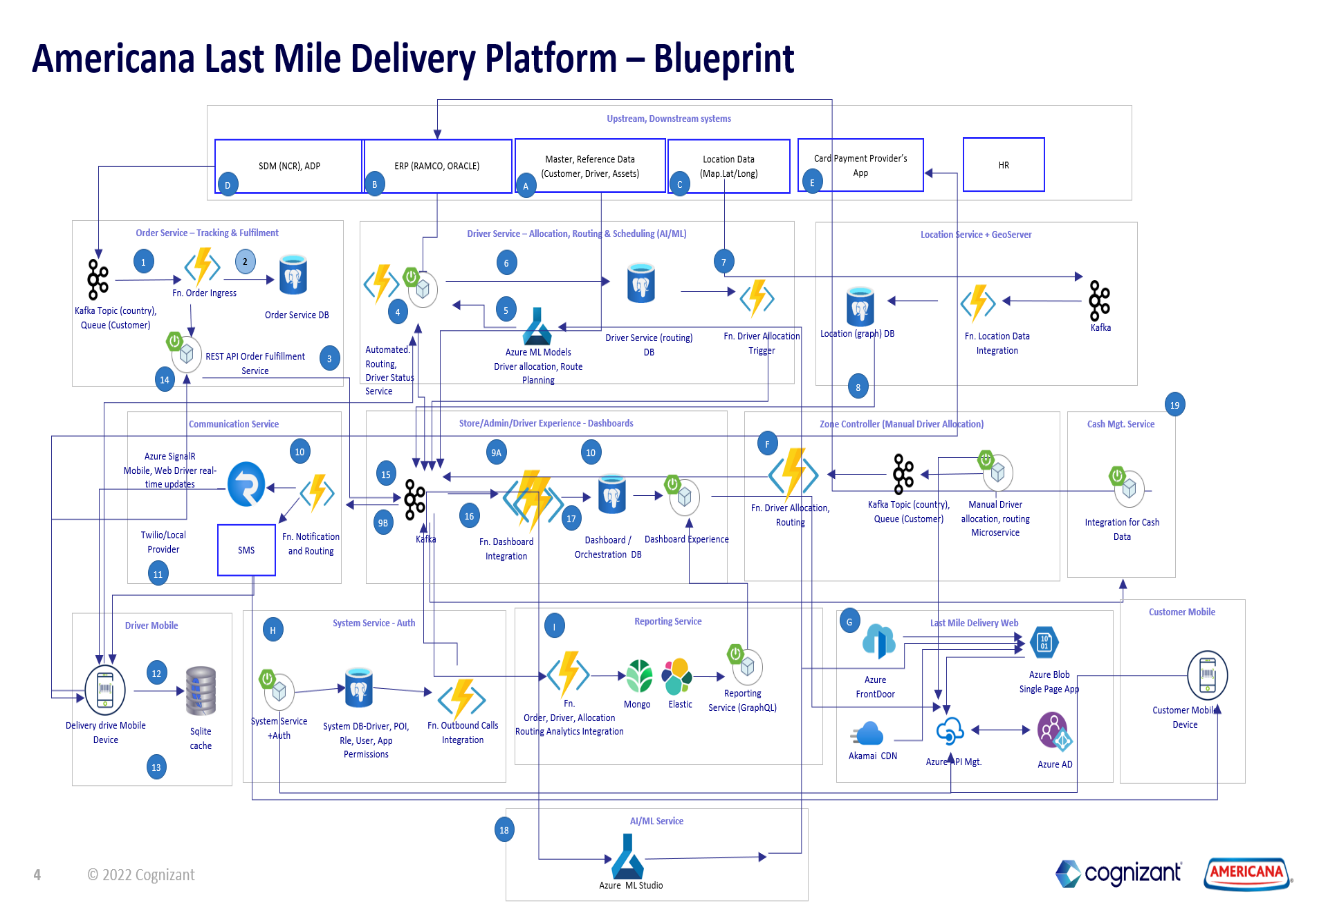 Americana Last Mile Delivery Platform – Blueprint
Upstream, Downstream systems
SDM (NCR), ADP
D
ERP (RAMCO, ORACLE)
B
Master, Reference Data
(Customer, Driver, Assets)
A
Location Data
(Map.Lat/Long)
C
Card Payment Provider's
App
E
HR
Order Service – Tracking & Fulfilment
1
2
Fn. Order Ingress
Kafka Topic (country),
Queue (Customer)
Order Service DB
REST API Order Fulfillment
Service
3
14
Driver Service – Allocation, Routing & Scheduling (AI/ML)
6
7
4
5
Automated.
Routing,
Driver Status
Service
Azure ML Models
Driver allocation, Route
Planning
Driver Service (routing)
DB
Fn. Driver Allocation
Trigger
Location Service + GeoServer
Location (graph) DB
Fn. Location Data
Integration
Kafka
8
Communication Service
Azure SignalR
Mobile, Web Driver real-
time updates
10
Twilio/Local
Provider
SMS
Fn. Notification
and Routing
11
Store/Admin/Driver Experience - Dashboards
15
9A
10
9B
16
17
Kafka
Fn. Dashboard
Integration
Dashboard /
Orchestration DB
Dashboard Experience
Zone Controller (Manual Driver Allocation)
F
Fn. Driver Allocation,
Routing
Kafka Topic (country),
Queue (Customer)
Manual Driver
allocation, routing
Microservice
19
Cash Mgt. Service
Integration for Cash
Data
Driver Mobile
12
Delivery drive Mobile
Device
Sqlite
cache
13
System Service - Auth
H
System Service
+Auth
System DB-Driver, POI,
Rle, User, App
Permissions
Fn. Outbound Calls
Integration
Reporting Service
I
Fn.
Order, Driver, Allocation
Routing Analytics Integration
Mongo
Elastic
Reporting
Service (GraphQL)
Last Mile Delivery Web
G
Azure
FrontDoor
10
01
Azure Blob
Single Page App
Akamai CDN
Azure API Mgt.
Azure AD
Customer Mobile
Customer Mobile
Device
AI/ML Service
18
Azure ML Studio
4
© 2022 Cognizant
cognizant
AMERICANA